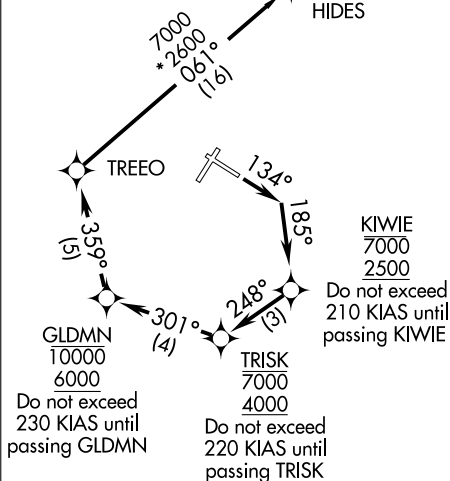 HIDES
7000
*2600
061°
(16)
TREEO
134°
185°
359°
(5)
KIWIE
7000
2500
Do not exceed
210 KIAS until
passing KIWIE
248°
(3)
301°
(4)
GLDMN
10000
6000
Do not exceed
230 KIAS until
passing GLDMN
TRISK
7000
4000
Do not exceed
220 KIAS until
passing TRISK